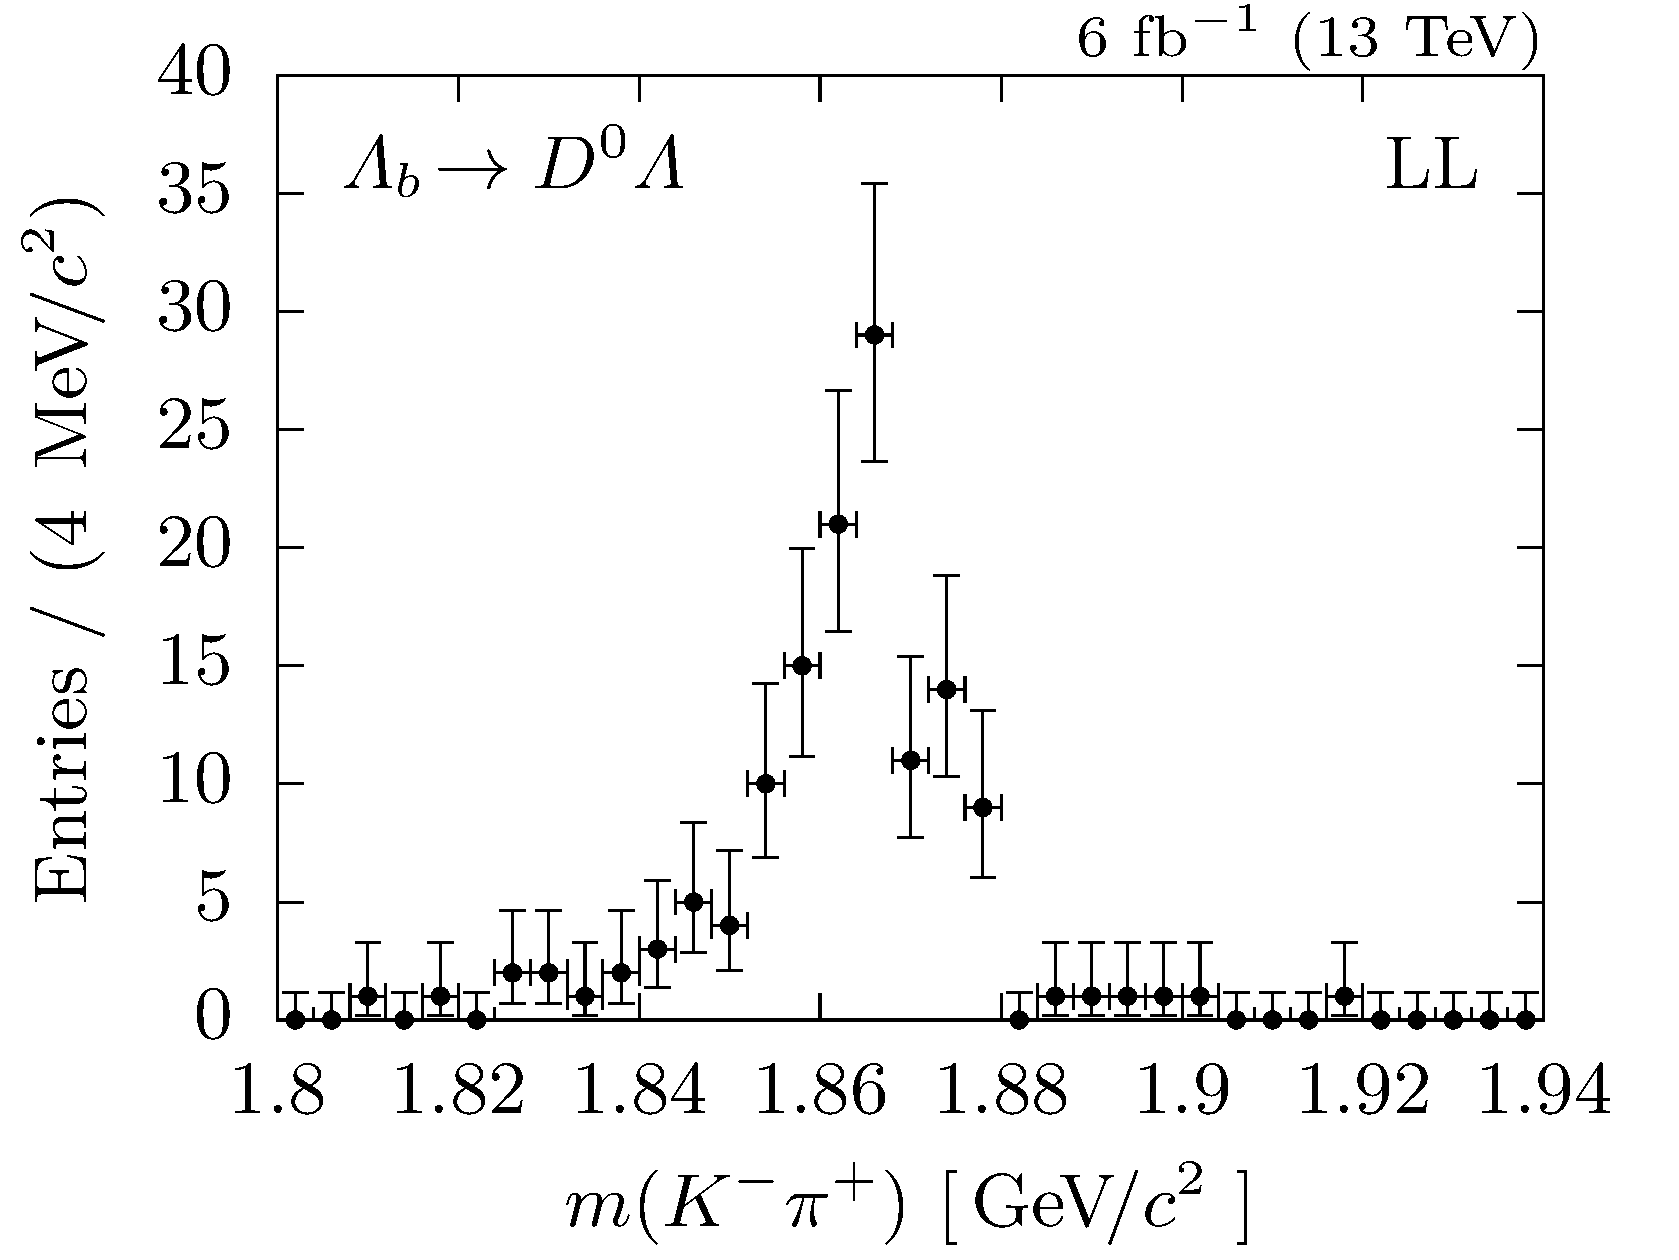 6 fb⁻¹ (13 TeV)
Λ_b → D⁰Λ
LL
Entries / (4 MeV/c²)
40
35
30
25
20
15
10
5
0
1.8 1.82 1.84 1.86 1.88 1.9 1.92 1.94
m(K⁻π⁺) [ GeV/c² ]